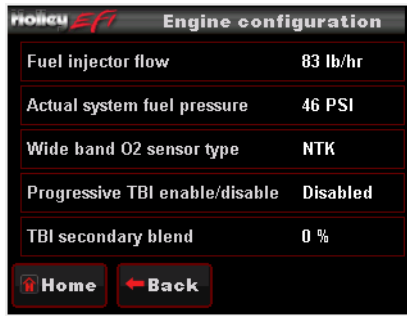 Holley EFI Engine configuration
Fuel injector flow 83 lb/hr
Actual system fuel pressure 46 PSI
Wide band O2 sensor type NTK
Progressive TBI enable/disable Disabled
TBI secondary blend 0 %
Home Back